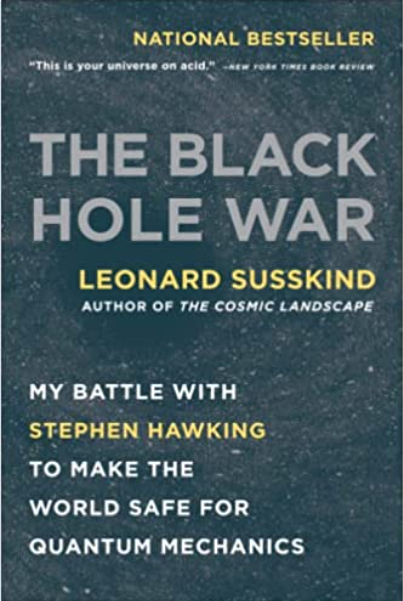 NATIONAL BESTSELLER
"This is your universe on acid." –NEW YORK TIMES BOOK REVIEW
THE BLACK
HOLE WAR
LEONARD SUSSKIND
AUTHOR OF THE COSMIC LANDSCAPE
MY BATTLE WITH
STEPHEN HAWKING
TO MAKE THE
WORLD SAFE FOR
QUANTUM MECHANICS